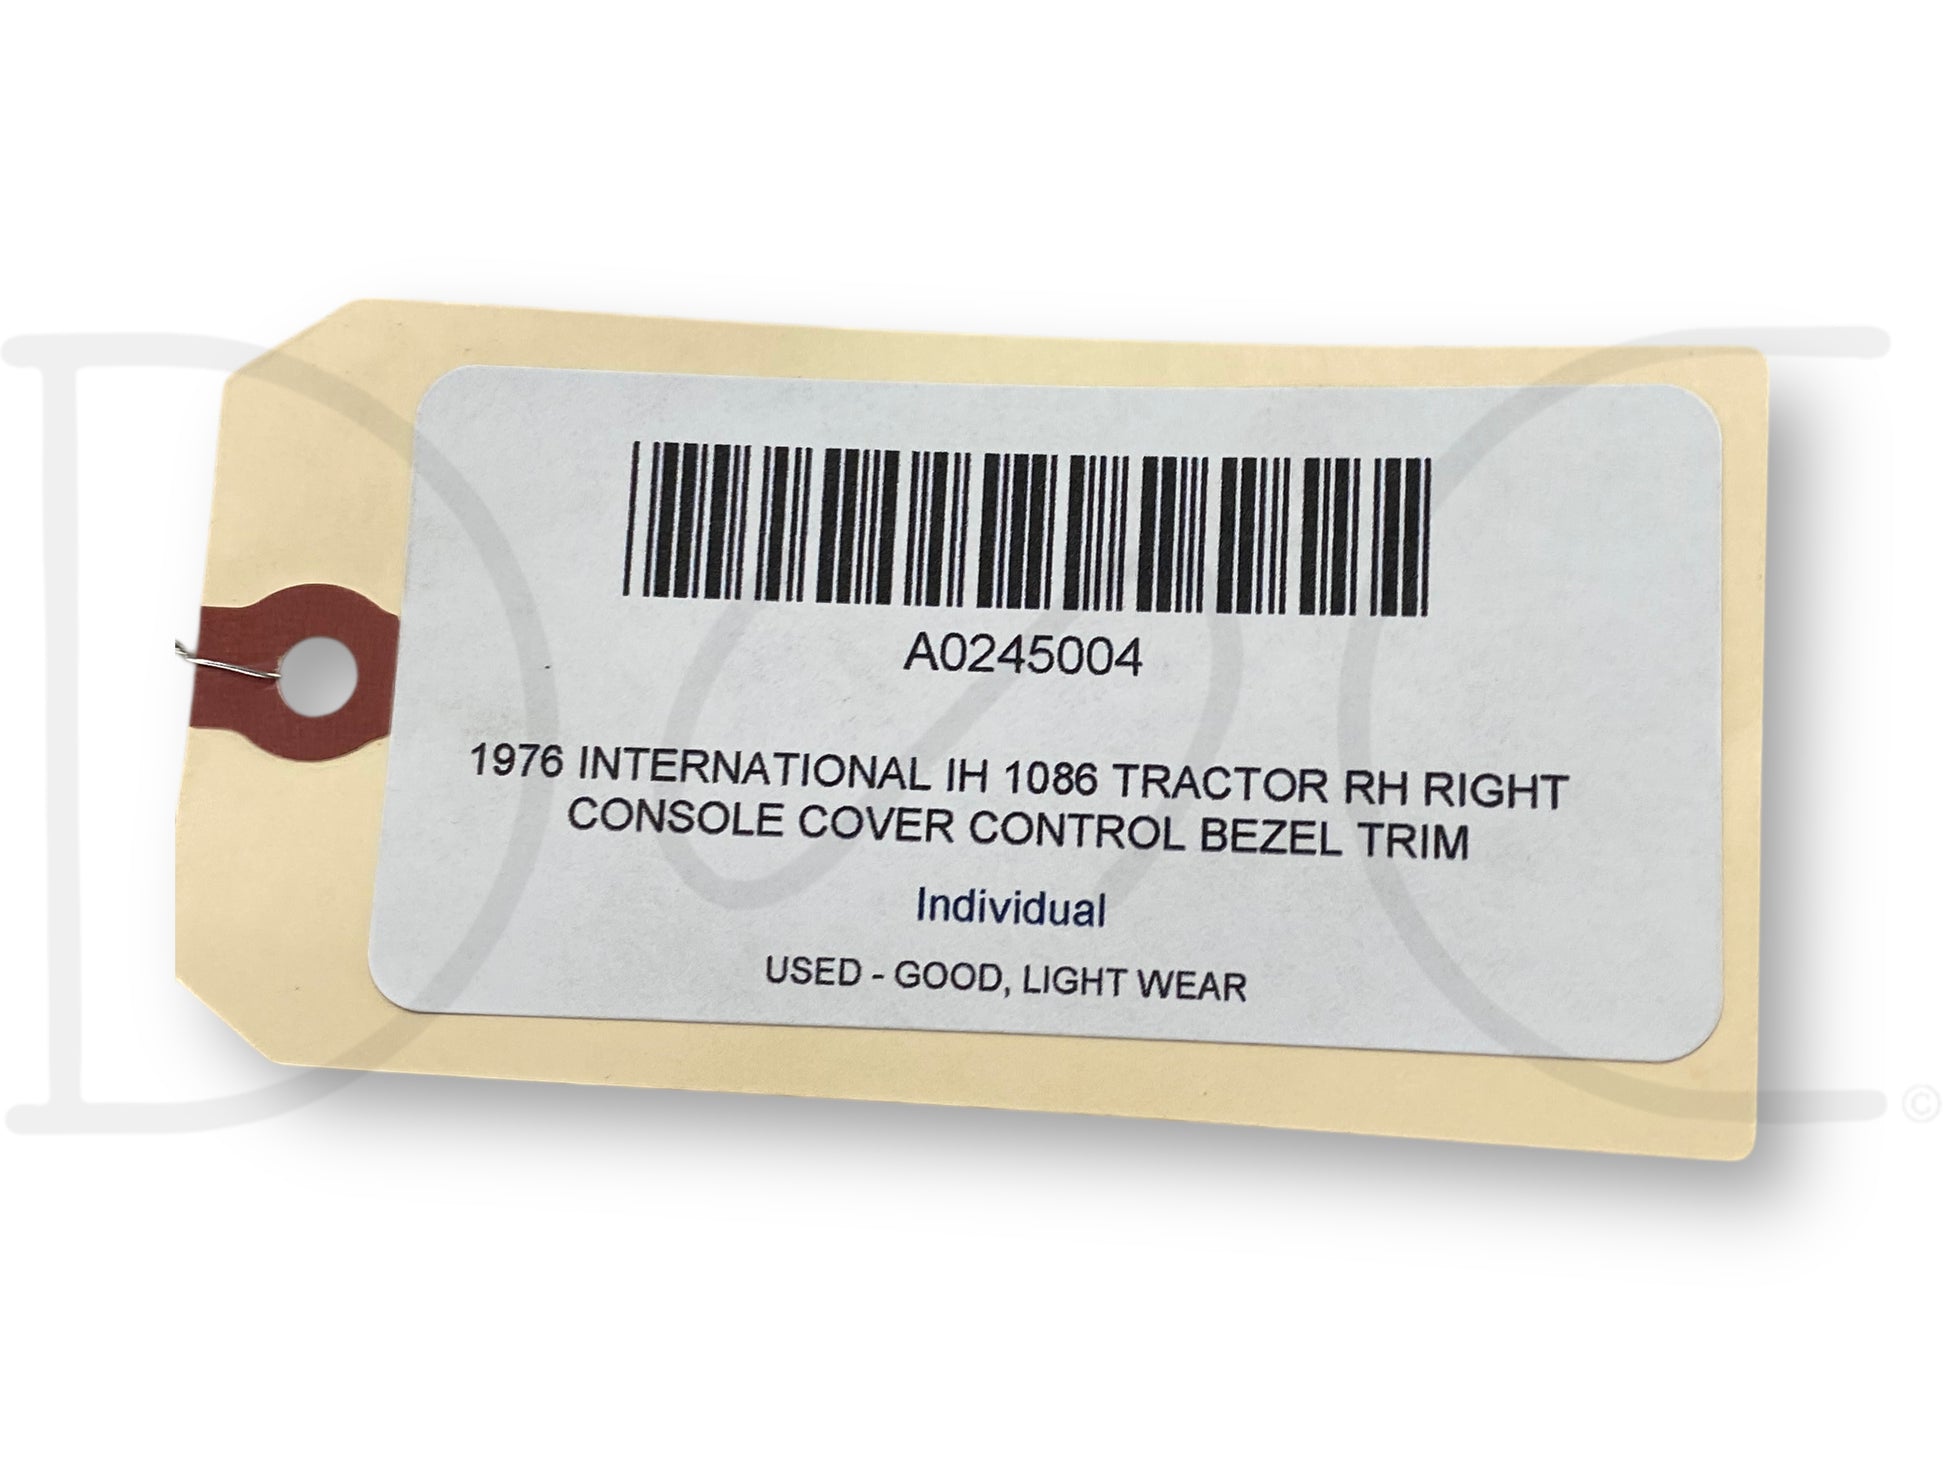 A0245004
1976 INTERNATIONAL IH 1086 TRACTOR RH RIGHT
CONSOLE COVER CONTROL BEZEL TRIM
Individual
USED - GOOD, LIGHT WEAR
D&C ©